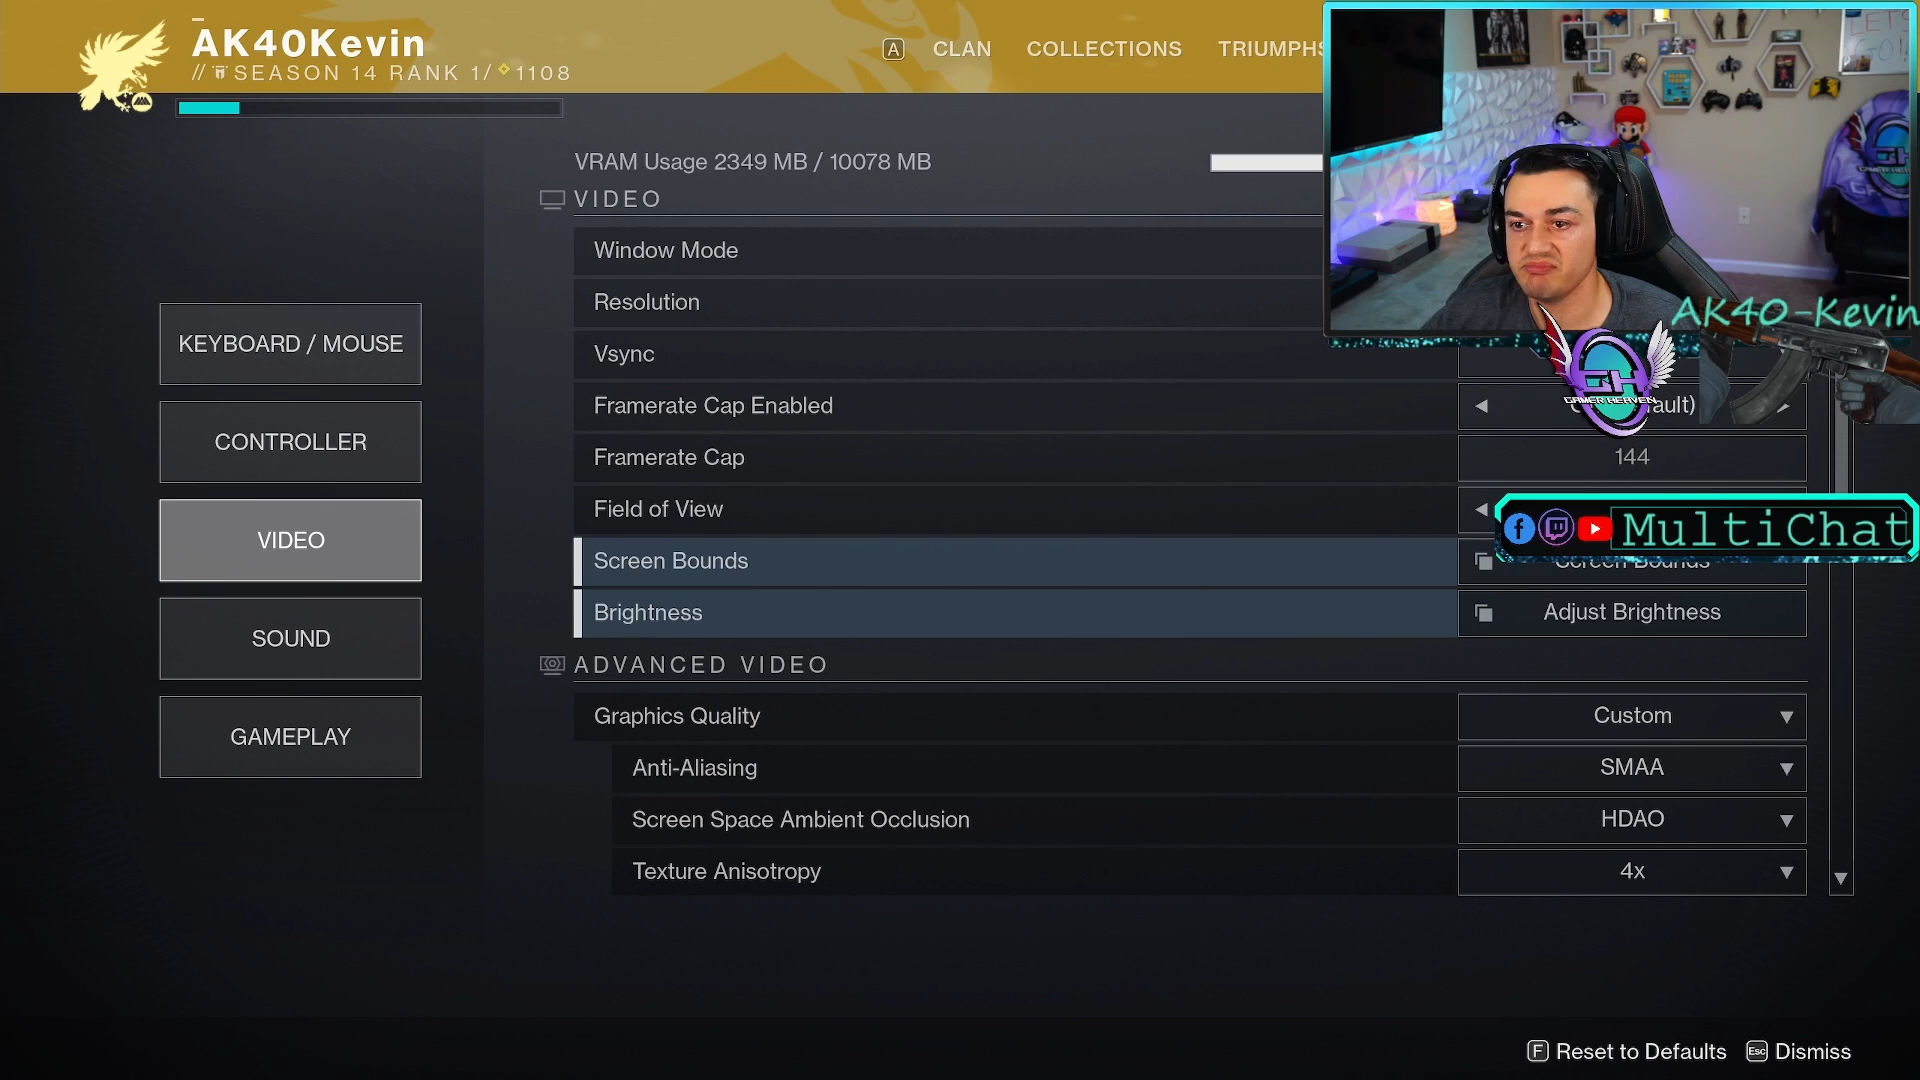 AK40Kevin
// SEASON 14 RANK 1/ 1108
A CLAN COLLECTIONS TRIUMPHS
VRAM Usage 2349 MB / 10078 MB
VIDEO
Window Mode
Resolution
Vsync
Framerate Cap Enabled
Framerate Cap 144
Field of View
Screen Bounds Screen Bounds
Brightness Adjust Brightness
ADVANCED VIDEO
Graphics Quality Custom
Anti-Aliasing SMAA
Screen Space Ambient Occlusion HDAO
Texture Anisotropy 4x
KEYBOARD / MOUSE
CONTROLLER
VIDEO
SOUND
GAMEPLAY
AK40-Kevin
GH
GAMER HEAVEN
MultiChat
F Reset to Defaults Esc Dismiss